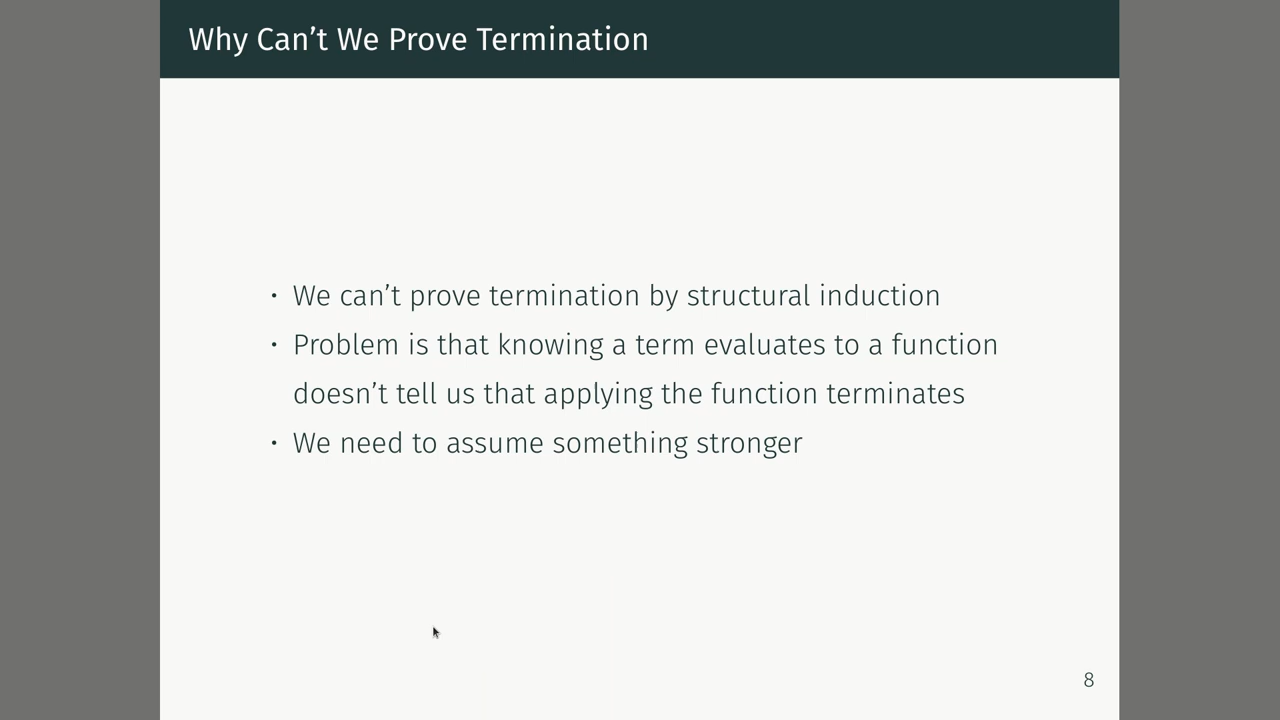 Why Can’t We Prove Termination
• We can’t prove termination by structural induction
• Problem is that knowing a term evaluates to a function
doesn’t tell us that applying the function terminates
• We need to assume something stronger
8